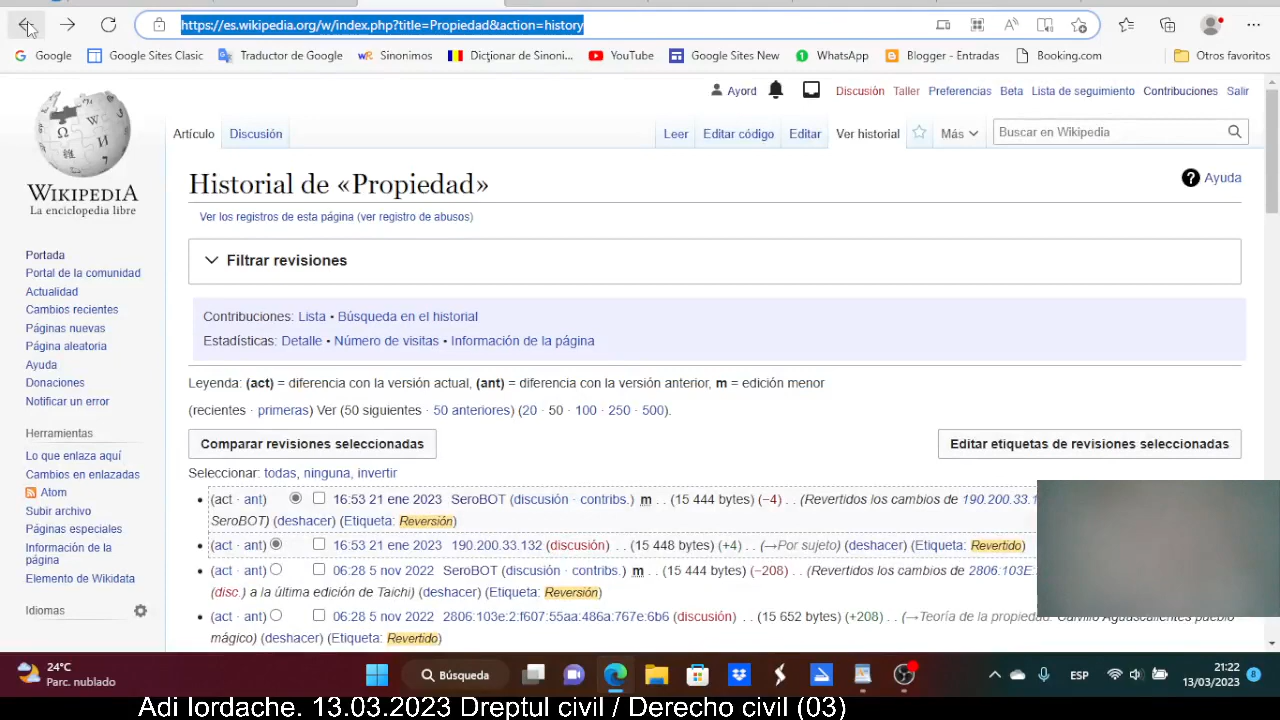 https://es.wikipedia.org/w/index.php?title=Propiedad&action=history
Google Google Sites Clasic Traductor de Google Sinonimos Dicţionar de Sinoni... YouTube Google Sites New WhatsApp Blogger - Entradas Booking.com Otros favoritos
Ayord Discusión Taller Preferencias Beta Lista de seguimiento Contribuciones Salir
Artículo Discusión Leer Editar código Editar Ver historial Más Buscar en Wikipedia
WIKIPEDIA
La enciclopedia libre
Historial de «Propiedad»
Ayuda
Ver los registros de esta página (ver registro de abusos)
Filtrar revisiones
Portada
Portal de la comunidad
Actualidad
Cambios recientes
Páginas nuevas
Página aleatoria
Ayuda
Donaciones
Notificar un error
Herramientas
Lo que enlaza aquí
Cambios en enlazadas
Atom
Subir archivo
Páginas especiales
Información de la
página
Elemento de Wikidata
Idiomas
Contribuciones: Lista • Búsqueda en el historial
Estadísticas: Detalle • Número de visitas • Información de la página
Leyenda: (act) = diferencia con la versión actual, (ant) = diferencia con la versión anterior, m = edición menor
(recientes · primeras) Ver (50 siguientes · 50 anteriores) (20 · 50 · 100 · 250 · 500).
Comparar revisiones seleccionadas Editar etiquetas de revisiones seleccionadas
Seleccionar: todas, ninguna, invertir
(act · ant) 16:53 21 ene 2023 SeroBOT (discusión · contribs.) m . . (15 444 bytes) (−4) . . (Revertidos los cambios de 190.200.33.1
SeroBOT) (deshacer) (Etiqueta: Reversión)
(act · ant) 16:53 21 ene 2023 190.200.33.132 (discusión) . . (15 448 bytes) (+4) . . (→Por sujeto) (deshacer) (Etiqueta: Revertido)
(act · ant) 06:28 5 nov 2022 SeroBOT (discusión · contribs.) m . . (15 444 bytes) (−208) . . (Revertidos los cambios de 2806:103E:
(disc.) a la última edición de Taichi) (deshacer) (Etiqueta: Reversión)
(act · ant) 06:28 5 nov 2022 2806:103e:2:f607:55aa:486a:767e:6b6 (discusión) . . (15 652 bytes) (+208) . . (→Teoría de la propiedad: Calvillo Aguascalientes pueblo
mágico) (deshacer) (Etiqueta: Revertido)
24°C
Parc. nublado
Búsqueda
ESP
21:22
13/03/2023
8
Adi Iordache. 13.03.2023 Dreptul civil / Derecho civil (03)